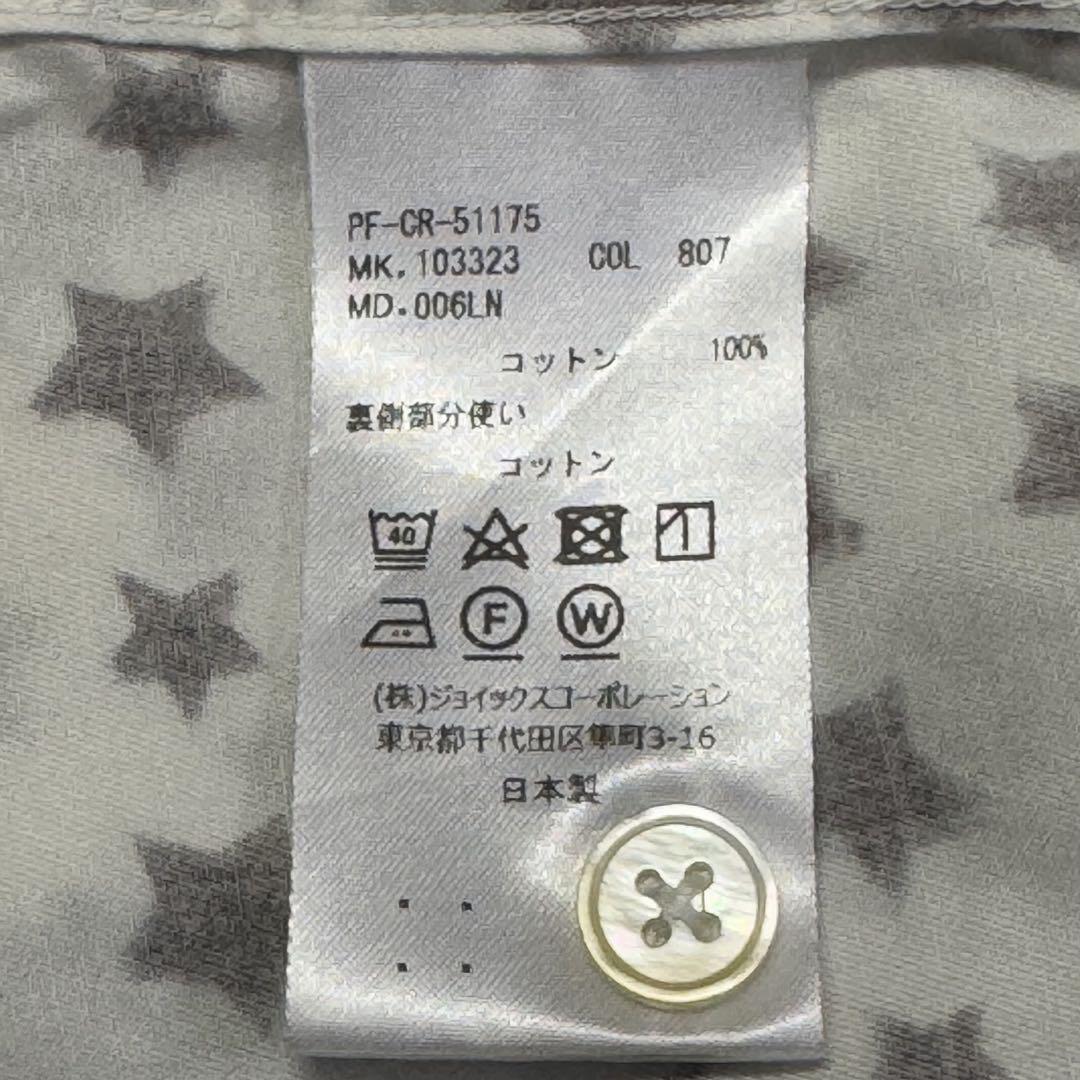 PF-CR-51175
MK.103323 COL 807
MD.006LN
コットン 100%
裏側部分使い
コットン
40
F W
(株)ジョイックスコーポレーション
東京都千代田区隼町3-16
日本製